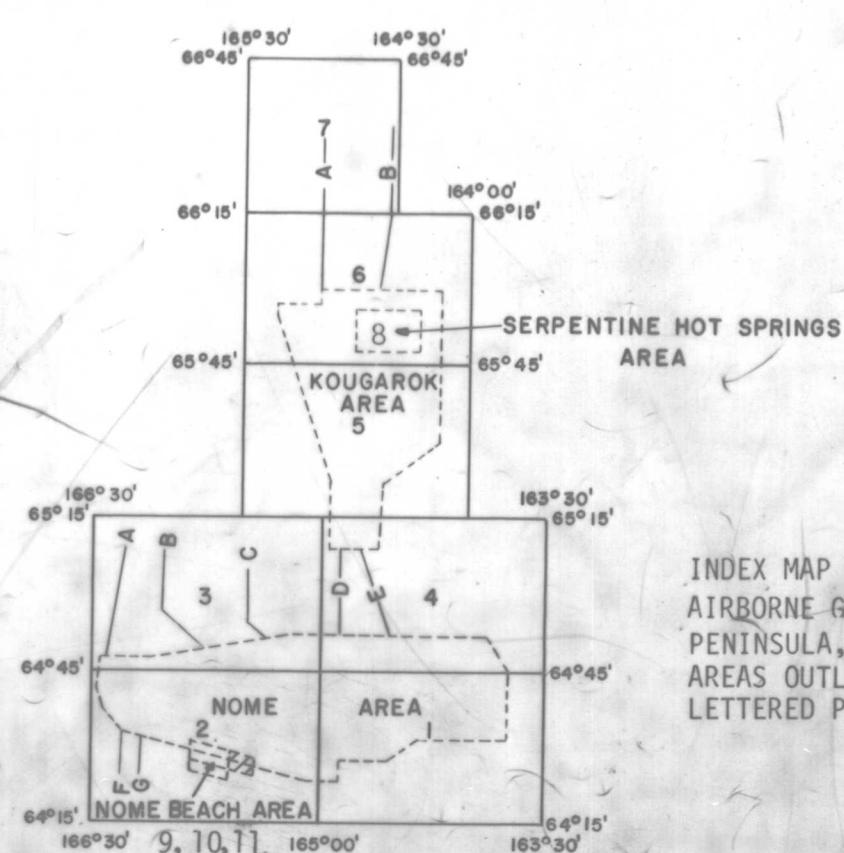 165°30' 164°30'
66°45' 66°45'
7
A B
164°00'
66°15' 66°15'
6
8 SERPENTINE HOT SPRINGS
AREA
65°45' 65°45'
KOUGAROK
AREA
5
166°30' 163°30'
65°15' 65°15'
A B C
D E
3 4
64°45' 64°45'
NOME AREA
2 1
F G
NOME BEACH AREA
64°15' 64°15'
166°30' 9,10,11 165°00' 163°30'
INDEX MAP
AIRBORNE G
PENINSULA,
AREAS OUTL
LETTERED P